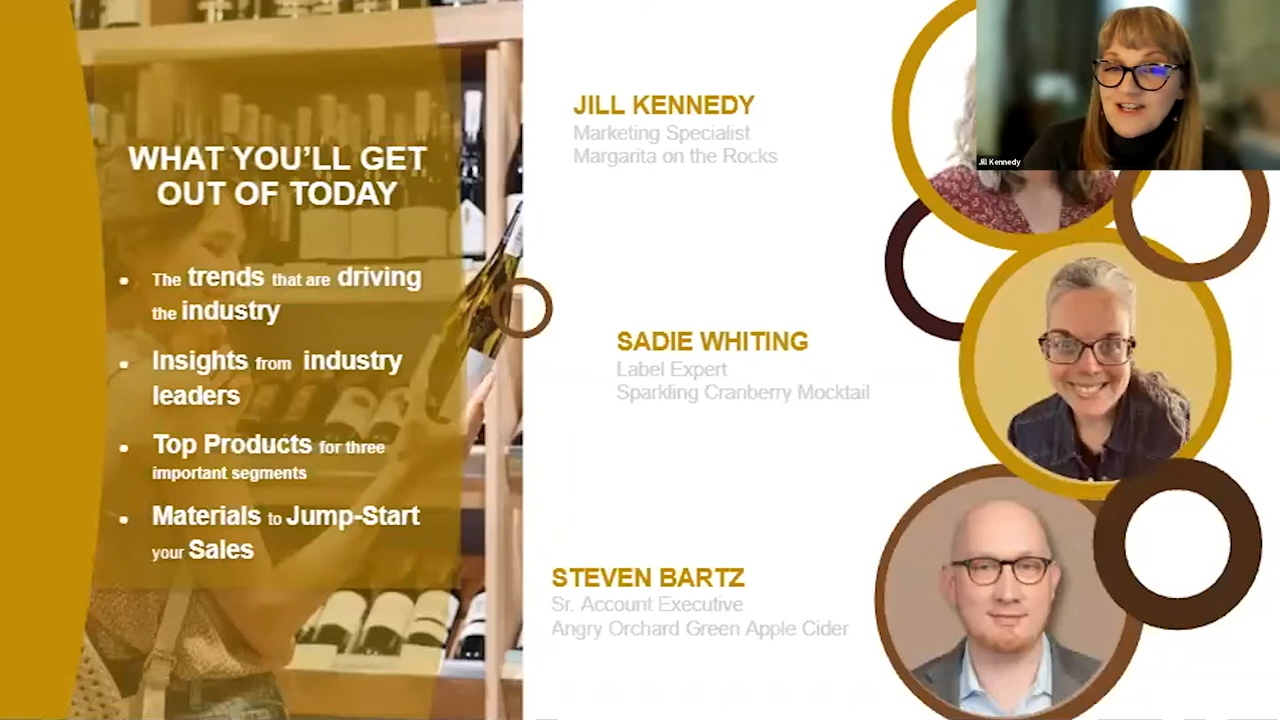 WHAT YOU'LL GET
OUT OF TODAY
• The trends that are driving
the industry
• Insights from industry
leaders
• Top Products for three
important segments
• Materials to Jump-Start
your Sales
JILL KENNEDY
Marketing Specialist
Margarita on the Rocks
SADIE WHITING
Label Expert
Sparkling Cranberry Mocktail
STEVEN BARTZ
Sr. Account Executive
Angry Orchard Green Apple Cider
Jill Kennedy